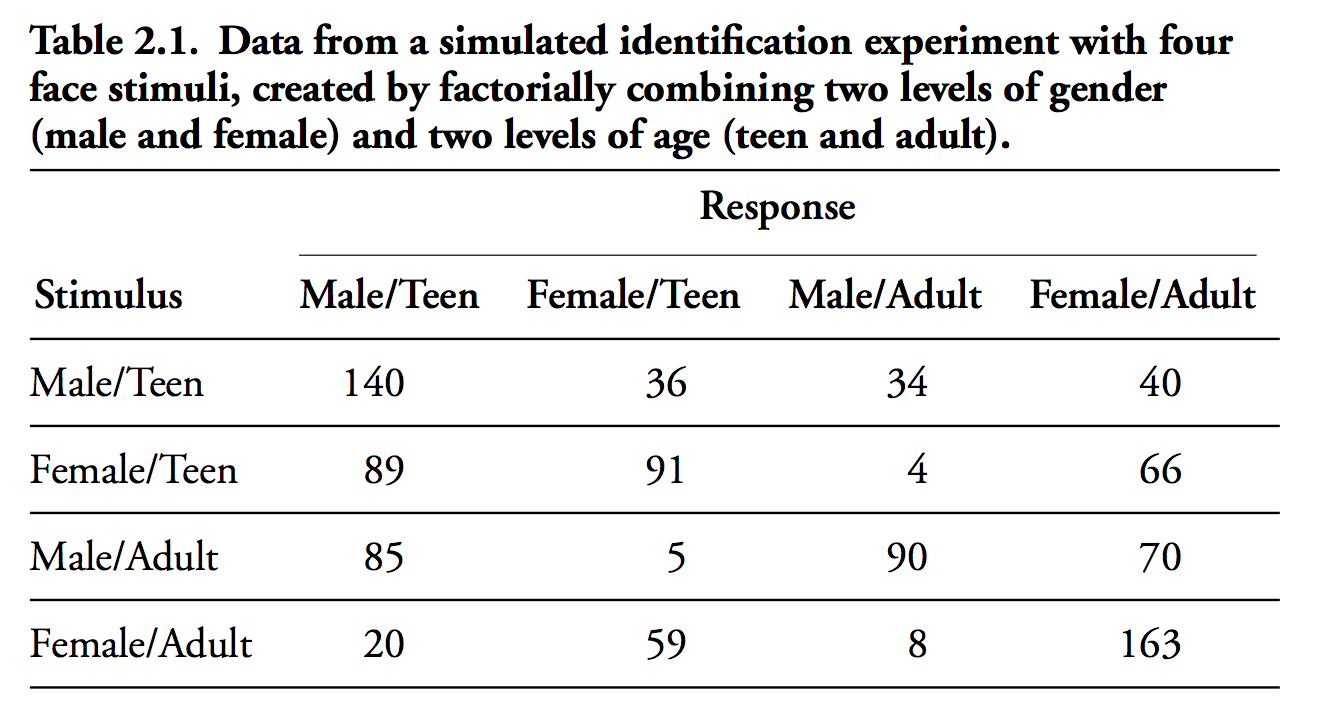 Table 2.1. Data from a simulated identification experiment with four
face stimuli, created by factorially combining two levels of gender
(male and female) and two levels of age (teen and adult).
Response
Stimulus Male/Teen Female/Teen Male/Adult Female/Adult
Male/Teen 140 36 34 40
Female/Teen 89 91 4 66
Male/Adult 85 5 90 70
Female/Adult 20 59 8 163